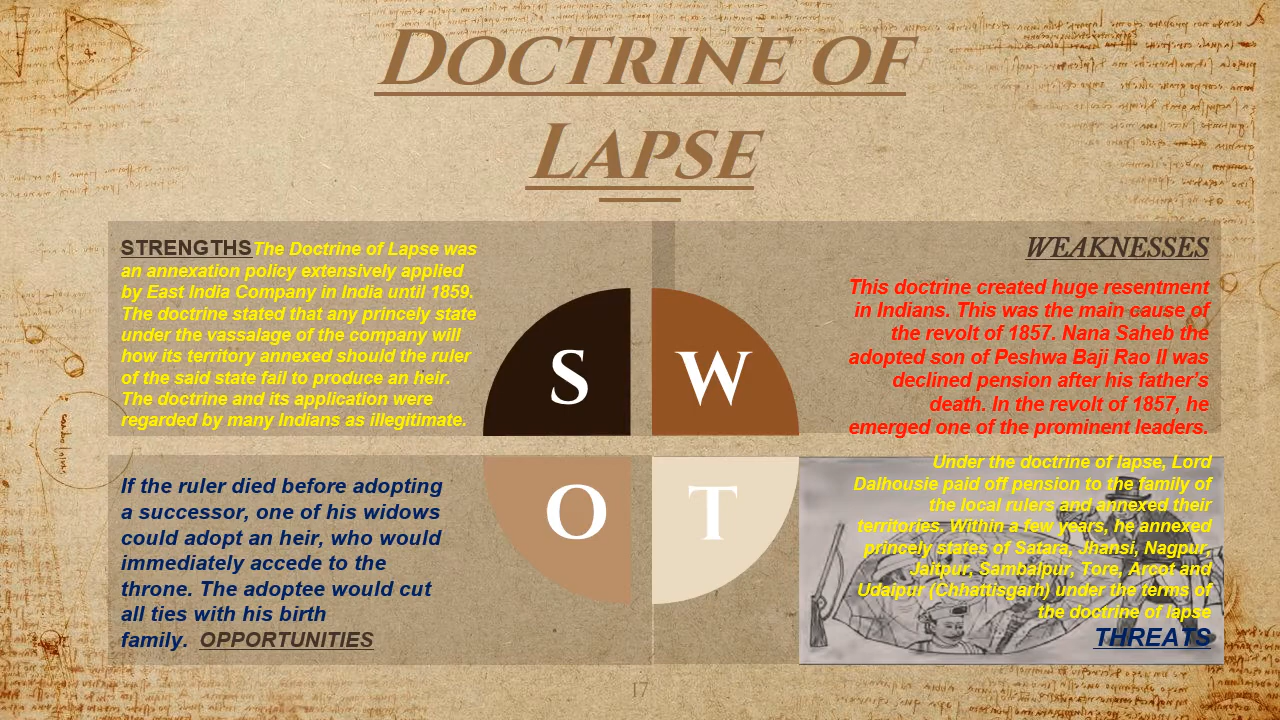 DOCTRINE OF
LAPSE
STRENGTHS The Doctrine of Lapse was
an annexation policy extensively applied
by East India Company in India until 1859.
The doctrine stated that any princely state
under the vassalage of the company will
how its territory annexed should the ruler
of the said state fail to produce an heir.
The doctrine and its application were
regarded by many Indians as illegitimate.
WEAKNESSES
This doctrine created huge resentment
in Indians. This was the main cause of
the revolt of 1857. Nana Saheb the
adopted son of Peshwa Baji Rao II was
declined pension after his father's
death. In the revolt of 1857, he
emerged one of the prominent leaders.
S
W
O
T
If the ruler died before adopting
a successor, one of his widows
could adopt an heir, who would
immediately accede to the
throne. The adoptee would cut
all ties with his birth
family. OPPORTUNITIES
Under the doctrine of lapse, Lord
Dalhousie paid off pension to the family of
the local rulers and annexed their
territories. Within a few years, he annexed
princely states of Satara, Jhansi, Nagpur,
Jaitpur, Sambalpur, Tore, Arcot and
Udaipur (Chhattisgarh) under the terms of
the doctrine of lapse
THREATS
17